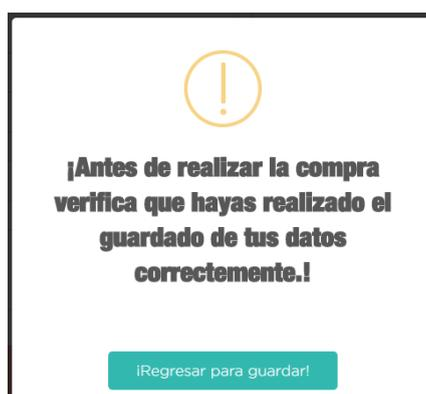 ¡Antes de realizar la compra
verifica que hayas realizado el
guardado de tus datos
correctemente.!
¡Regresar para guardar!